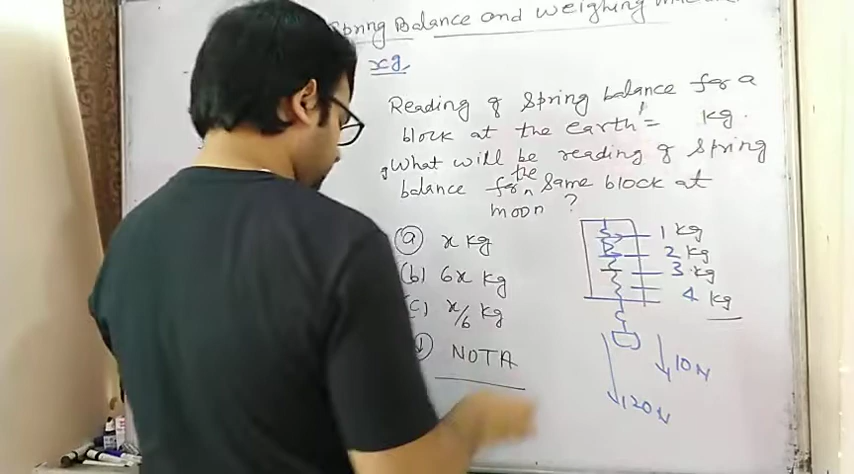 Spring Balance and Weighing
xg.
Reading of Spring balance for a
block at the earth = kg.
What will be reading of Spring
balance for the Same block at
moon ?
(a) x kg
(b) 6x kg
(c) x/6 kg
NOTA
1 kg
2 kg
3 kg
4 kg
10N
120N